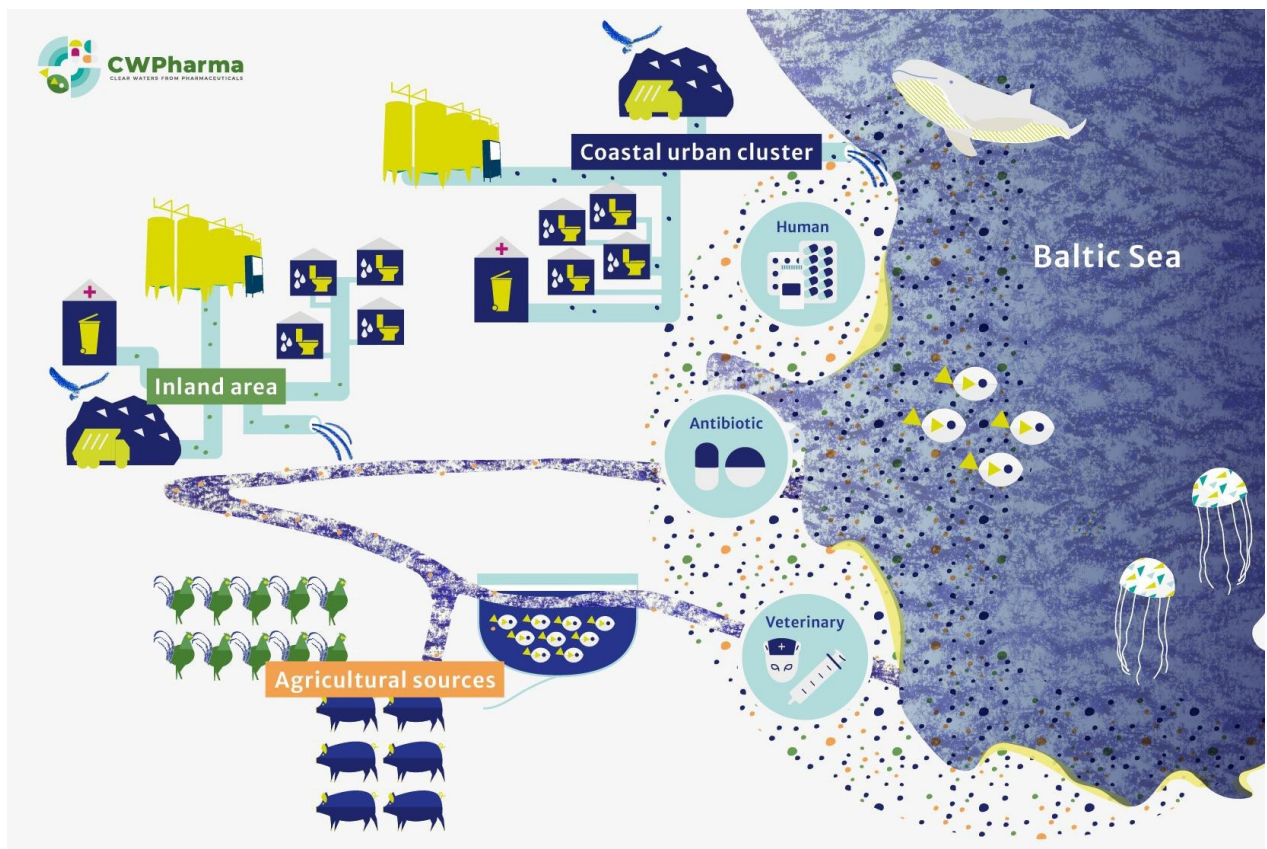 CWPharma
CLEAR WATERS FROM PHARMACEUTICALS
Coastal urban cluster
Human
Baltic Sea
Inland area
Antibiotic
Veterinary
Agricultural sources